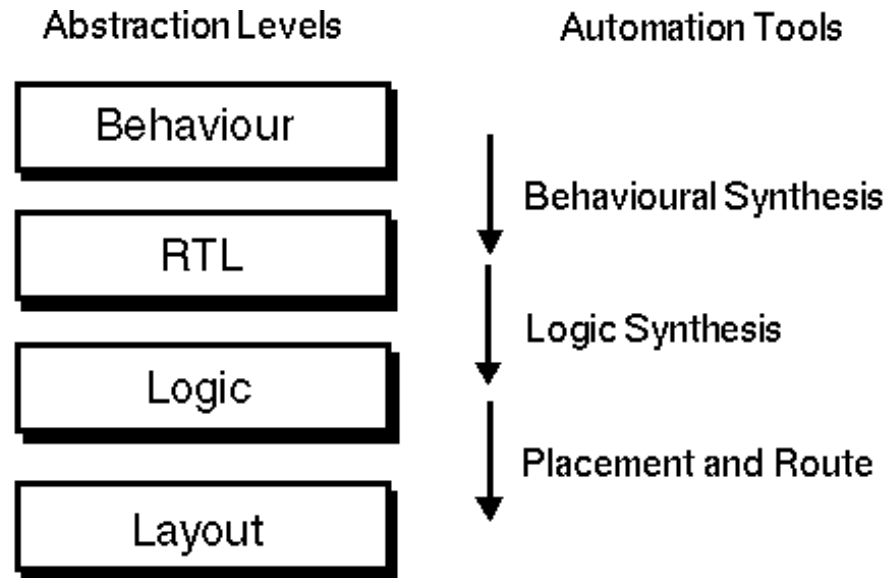 Abstraction Levels
Automation Tools
Behaviour
Behavioural Synthesis
RTL
Logic Synthesis
Logic
Placement and Route
Layout